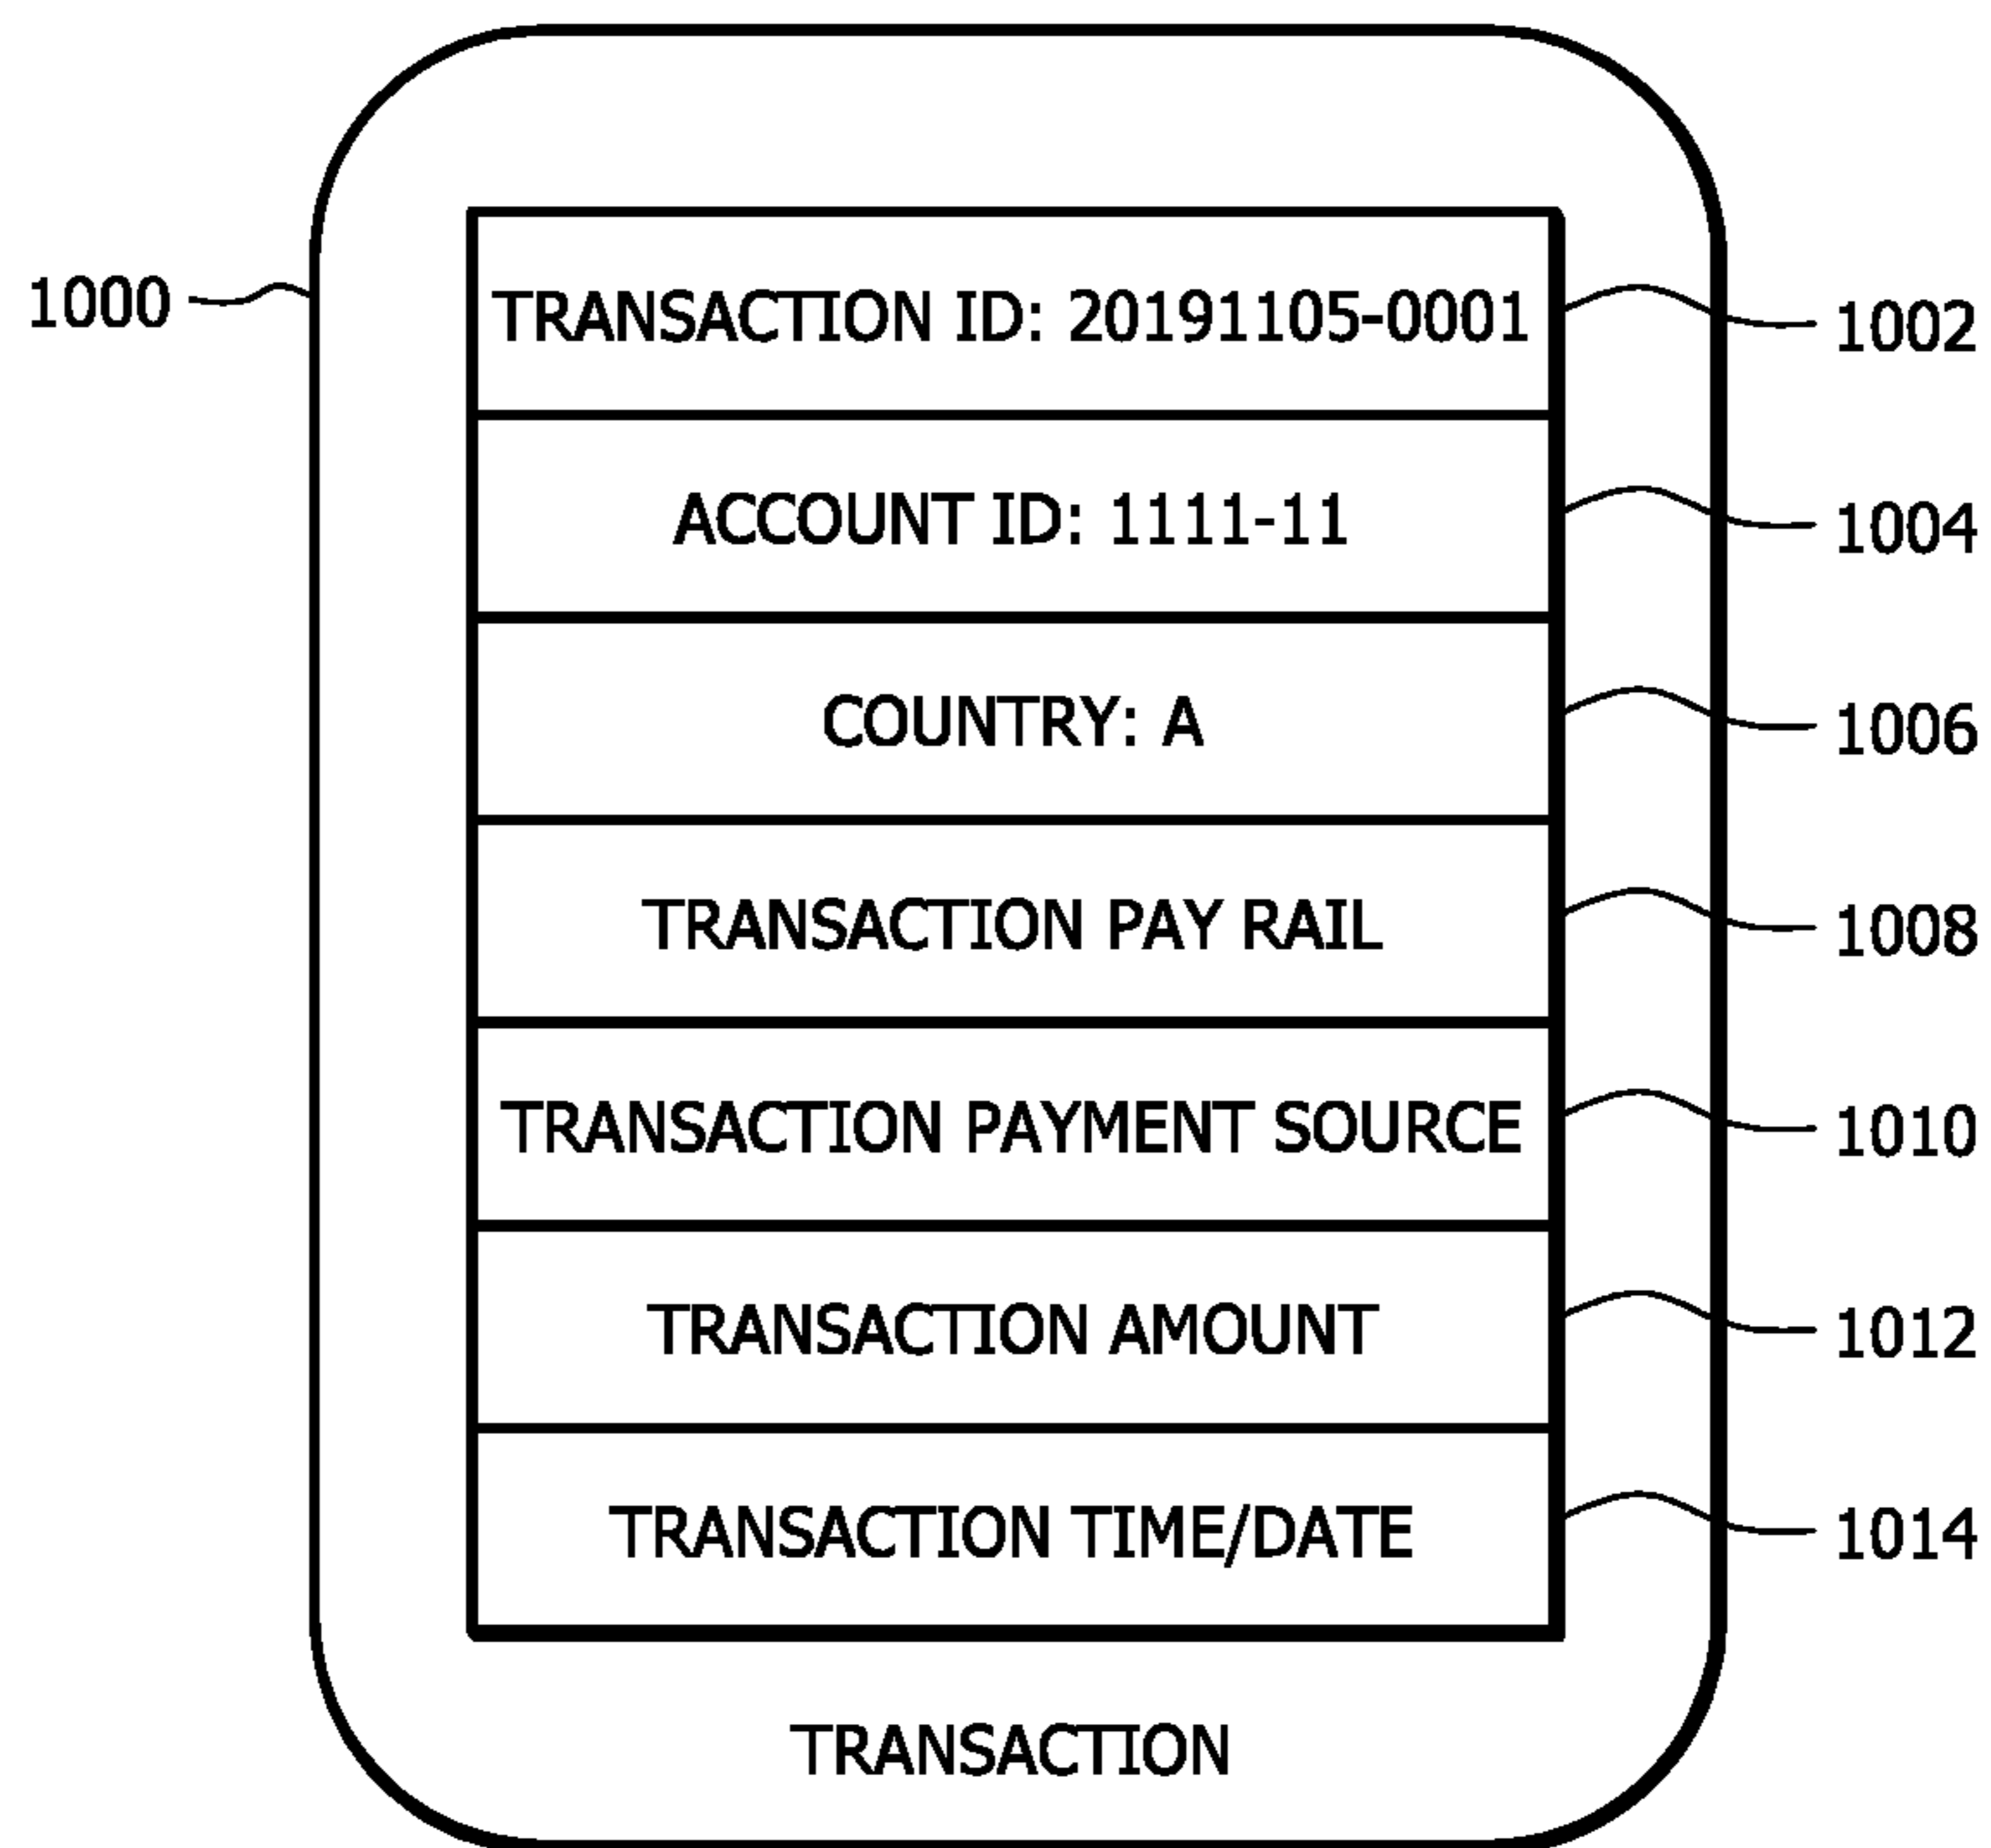 1000
TRANSACTION ID: 20191105-0001
1002
ACCOUNT ID: 1111-11
1004
COUNTRY: A
1006
TRANSACTION PAY RAIL
1008
TRANSACTION PAYMENT SOURCE
1010
TRANSACTION AMOUNT
1012
TRANSACTION TIME/DATE
1014
TRANSACTION